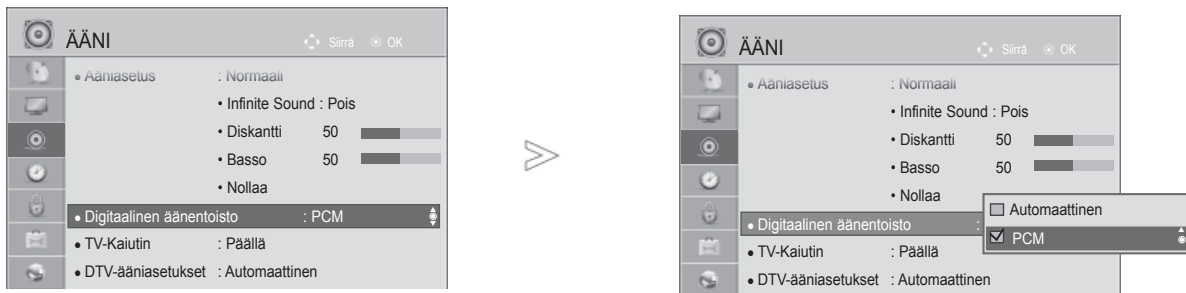 ÄÄNI Siirrä OK
• Ääniasetus : Normaali
• Infinite Sound : Pois
• Diskantti 50
• Basso 50
• Nollaa
• Digitaalinen äänentoisto : PCM
• TV-Kaiutin : Päällä
• DTV-ääniasetukset : Automaattinen
ÄÄNI Siirrä OK
• Ääniasetus : Normaali
• Infinite Sound : Pois
• Diskantti 50
• Basso 50
• Nollaa
• Digitaalinen äänentoisto :
Automaattinen
PCM
• TV-Kaiutin : Päällä
• DTV-ääniasetukset : Automaattinen